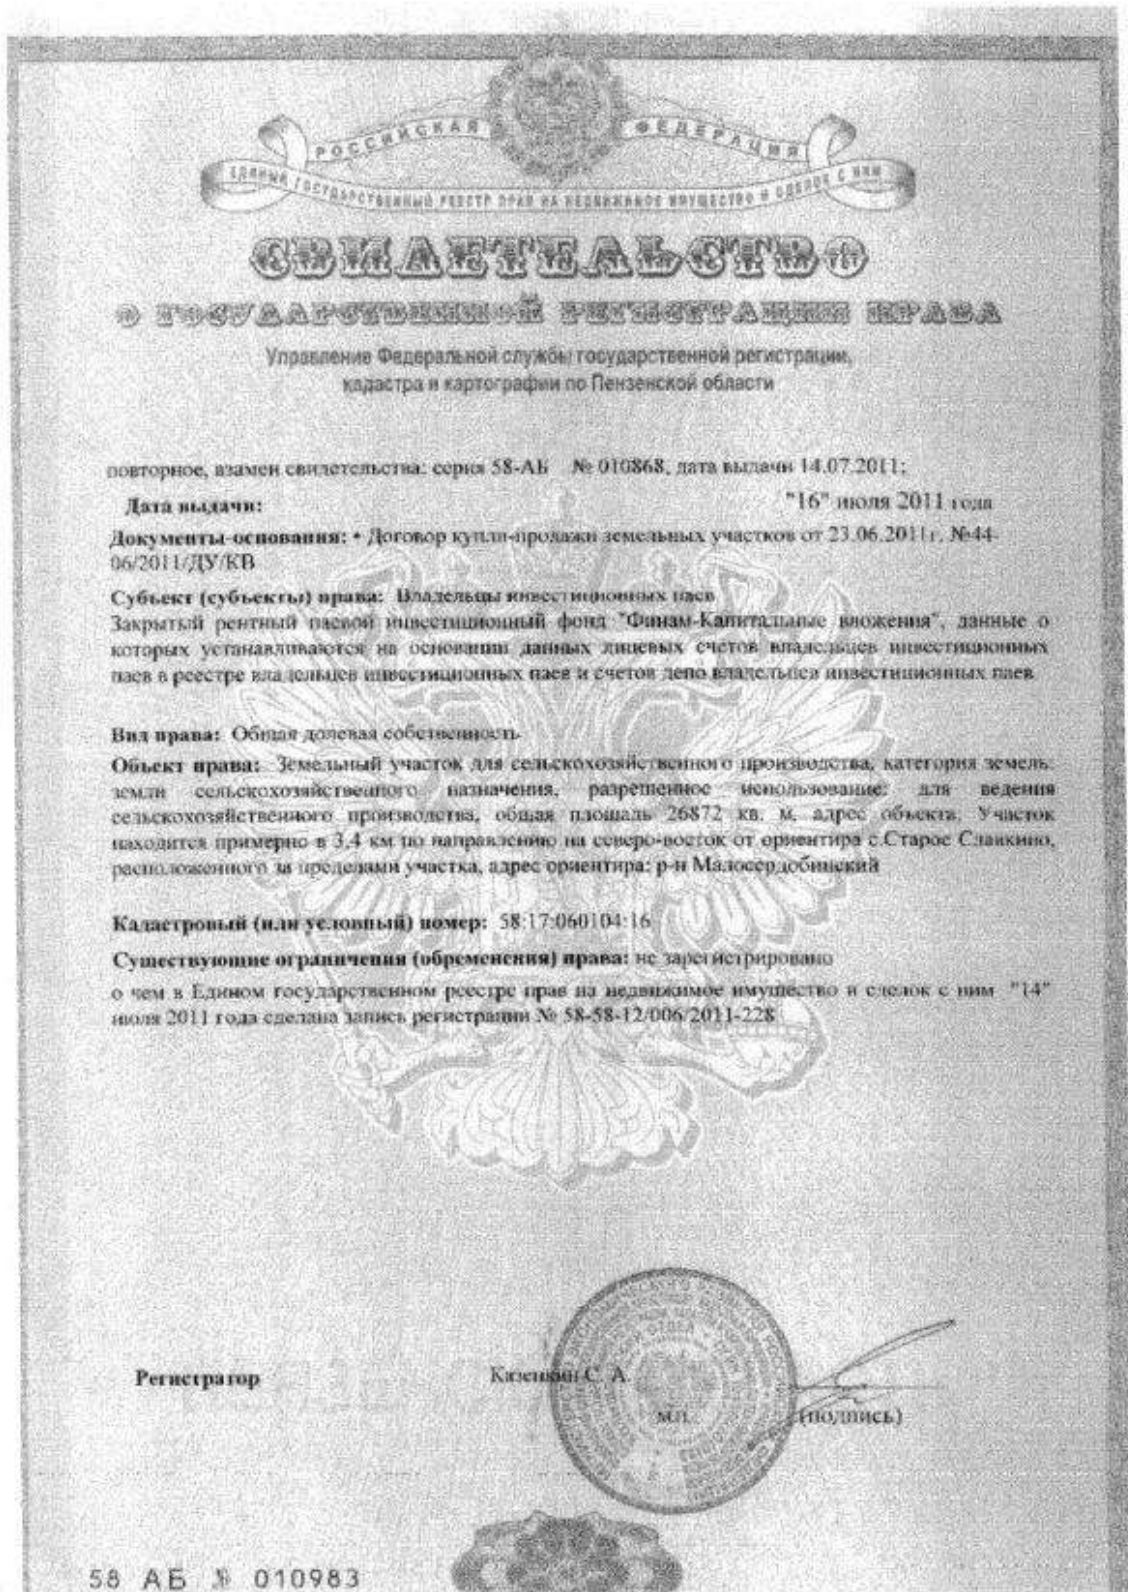 РОССИЙСКАЯ ФЕДЕРАЦИЯ
ЕДИНЫЙ ГОСУДАРСТВЕННЫЙ РЕЕСТР ПРАВ НА НЕДВИЖИМОЕ ИМУЩЕСТВО И СДЕЛОК С НИМ
СВИДЕТЕЛЬСТВО
О ГОСУДАРСТВЕННОЙ РЕГИСТРАЦИИ ПРАВА
Управление Федеральной службы государственной регистрации,
кадастра и картографии по Пензенской области
повторное, взамен свидетельства: серия 58-АБ № 010868, дата выдачи 14.07.2011;
Дата выдачи: "16" июля 2011 года
Документы-основания: • Договор купли-продажи земельных участков от 23.06.2011г. №44-
06/2011/ДУ/КВ
Субъект (субъекты) права: Владельцы инвестиционных паев
Закрытый рентный паевой инвестиционный фонд "Финам-Капитальные вложения", данные о
которых устанавливаются на основании данных лицевых счетов владельцев инвестиционных
паев в реестре владельцев инвестиционных паев и счетов депо владельцев инвестиционных паев
Вид права: Общая долевая собственность
Объект права: Земельный участок для сельскохозяйственного производства, категория земель:
земли сельскохозяйственного назначения, разрешенное использование: для ведения
сельскохозяйственного производства, общая площадь 26872 кв. м, адрес объекта: Участок
находится примерно в 3,4 км по направлению на северо-восток от ориентира с.Старое Славкино,
расположенного за пределами участка, адрес ориентира: р-н Малосердобинский
Кадастровый (или условный) номер: 58:17:060104:16
Существующие ограничения (обременения) права: не зарегистрировано
о чем в Едином государственном реестре прав на недвижимое имущество и сделок с ним "14"
июля 2011 года сделана запись регистрации № 58-58-12/006/2011-228
Регистратор Казенкин С. А.
м.п. (подпись)
58 АБ № 010983